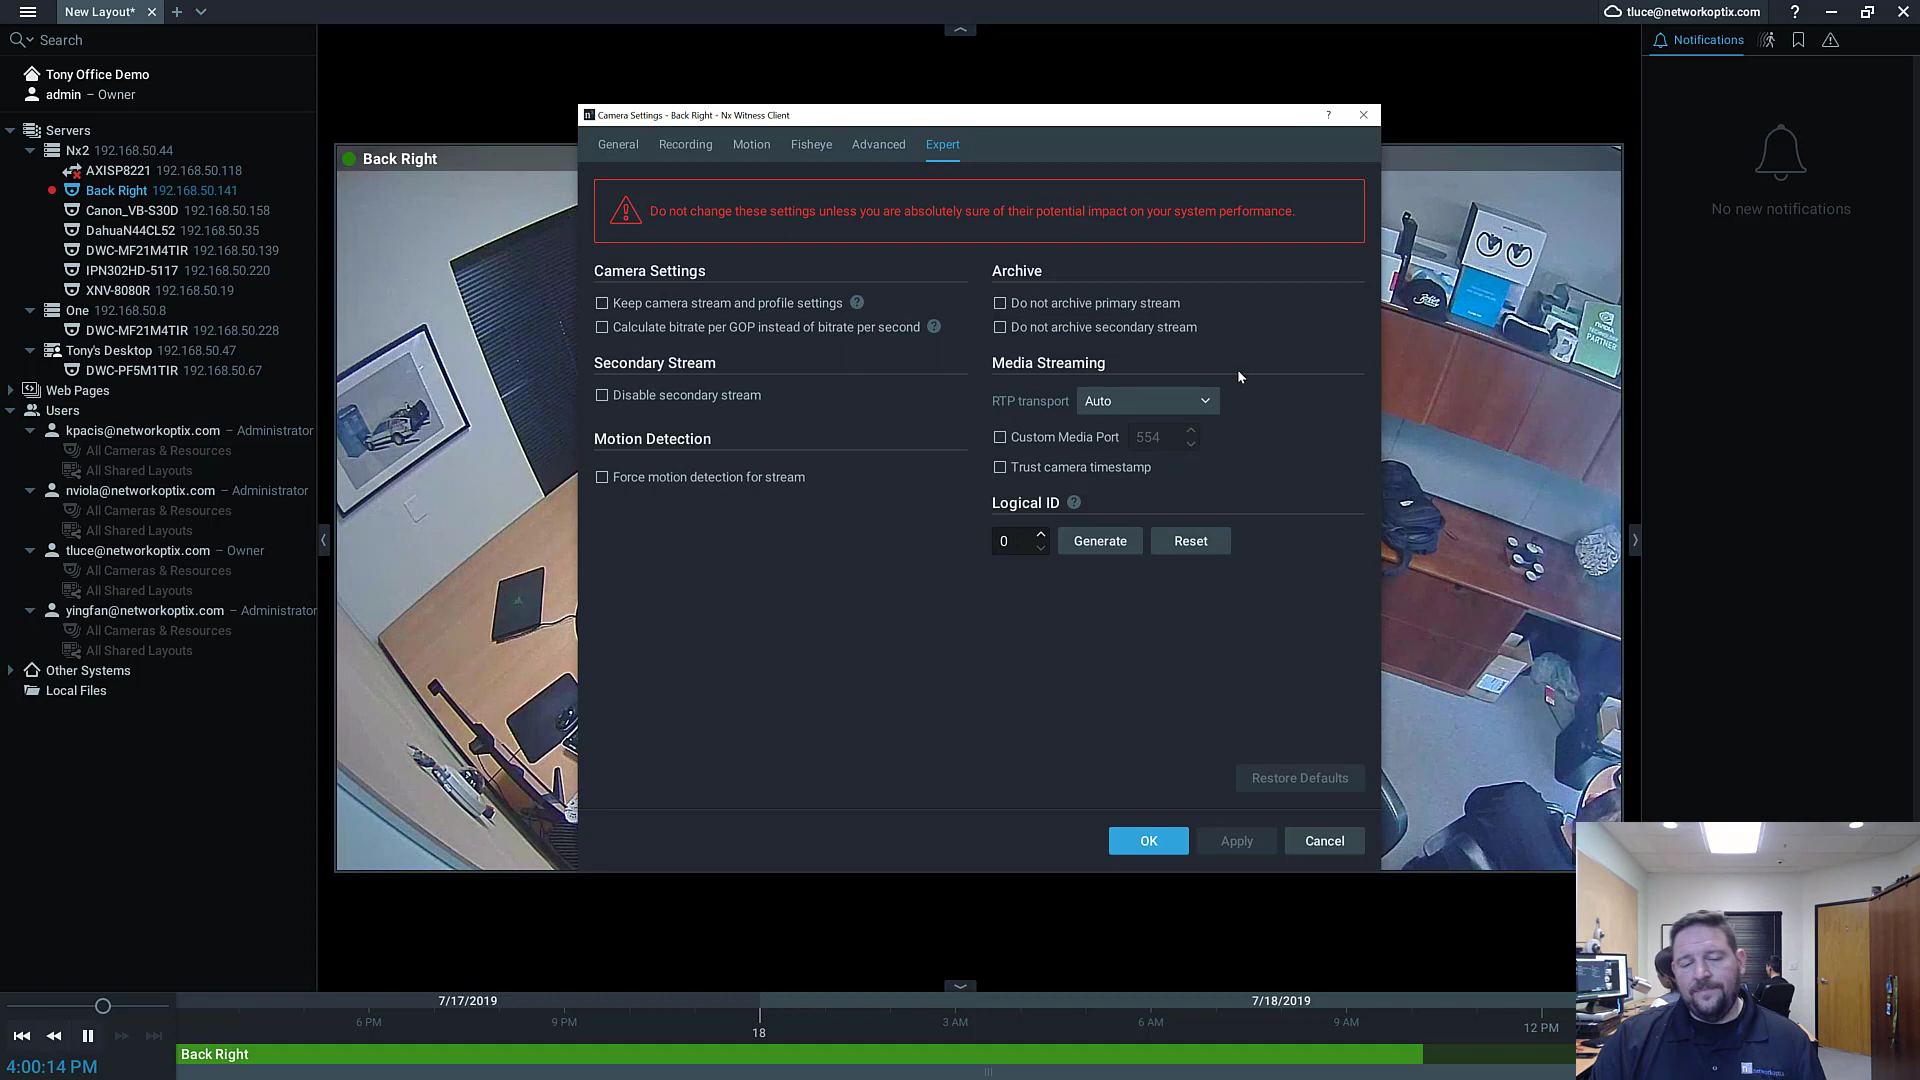 New Layout*
tluce@networkoptix.com
?
Search
Notifications
Tony Office Demo
admin – Owner
Servers
Nx2 192.168.50.44
AXISP8221 192.168.50.118
Back Right 192.168.50.141
Canon_VB-S30D 192.168.50.158
DahuaN44CL52 192.168.50.35
DWC-MF21M4TIR 192.168.50.139
IPN302HD-5117 192.168.50.220
XNV-8080R 192.168.50.19
One 192.168.50.8
DWC-MF21M4TIR 192.168.50.228
Tony's Desktop 192.168.50.47
DWC-PF5M1TIR 192.168.50.67
Web Pages
Users
kpacis@networkoptix.com – Administrator
All Cameras & Resources
All Shared Layouts
nviola@networkoptix.com – Administrator
All Cameras & Resources
All Shared Layouts
tluce@networkoptix.com – Owner
All Cameras & Resources
All Shared Layouts
yingfan@networkoptix.com – Administrator
All Cameras & Resources
All Shared Layouts
Other Systems
Local Files
Back Right
Camera Settings - Back Right - Nx Witness Client
?
General Recording Motion Fisheye Advanced Expert
Do not change these settings unless you are absolutely sure of their potential impact on your system performance.
Camera Settings
Keep camera stream and profile settings ?
Calculate bitrate per GOP instead of bitrate per second ?
Secondary Stream
Disable secondary stream
Motion Detection
Force motion detection for stream
Archive
Do not archive primary stream
Do not archive secondary stream
Media Streaming
RTP transport Auto
Custom Media Port 554
Trust camera timestamp
Logical ID ?
0 Generate Reset
Restore Defaults
OK Apply Cancel
NVIDIA
TECHNOLOGY
PARTNER
No new notifications
networkoptix
7/17/2019 7/18/2019
6 PM 9 PM 18 3 AM 6 AM 9 AM 12 PM
Back Right
4:00:14 PM